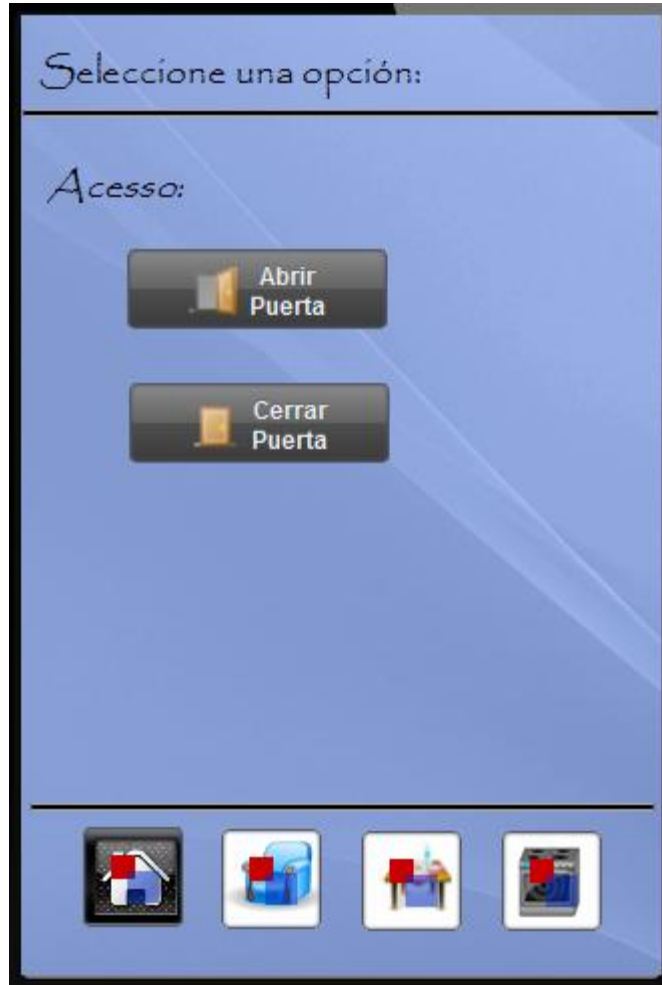 Seleccione una opción:
Acesso:
Abrir
Puerta
Cerrar
Puerta